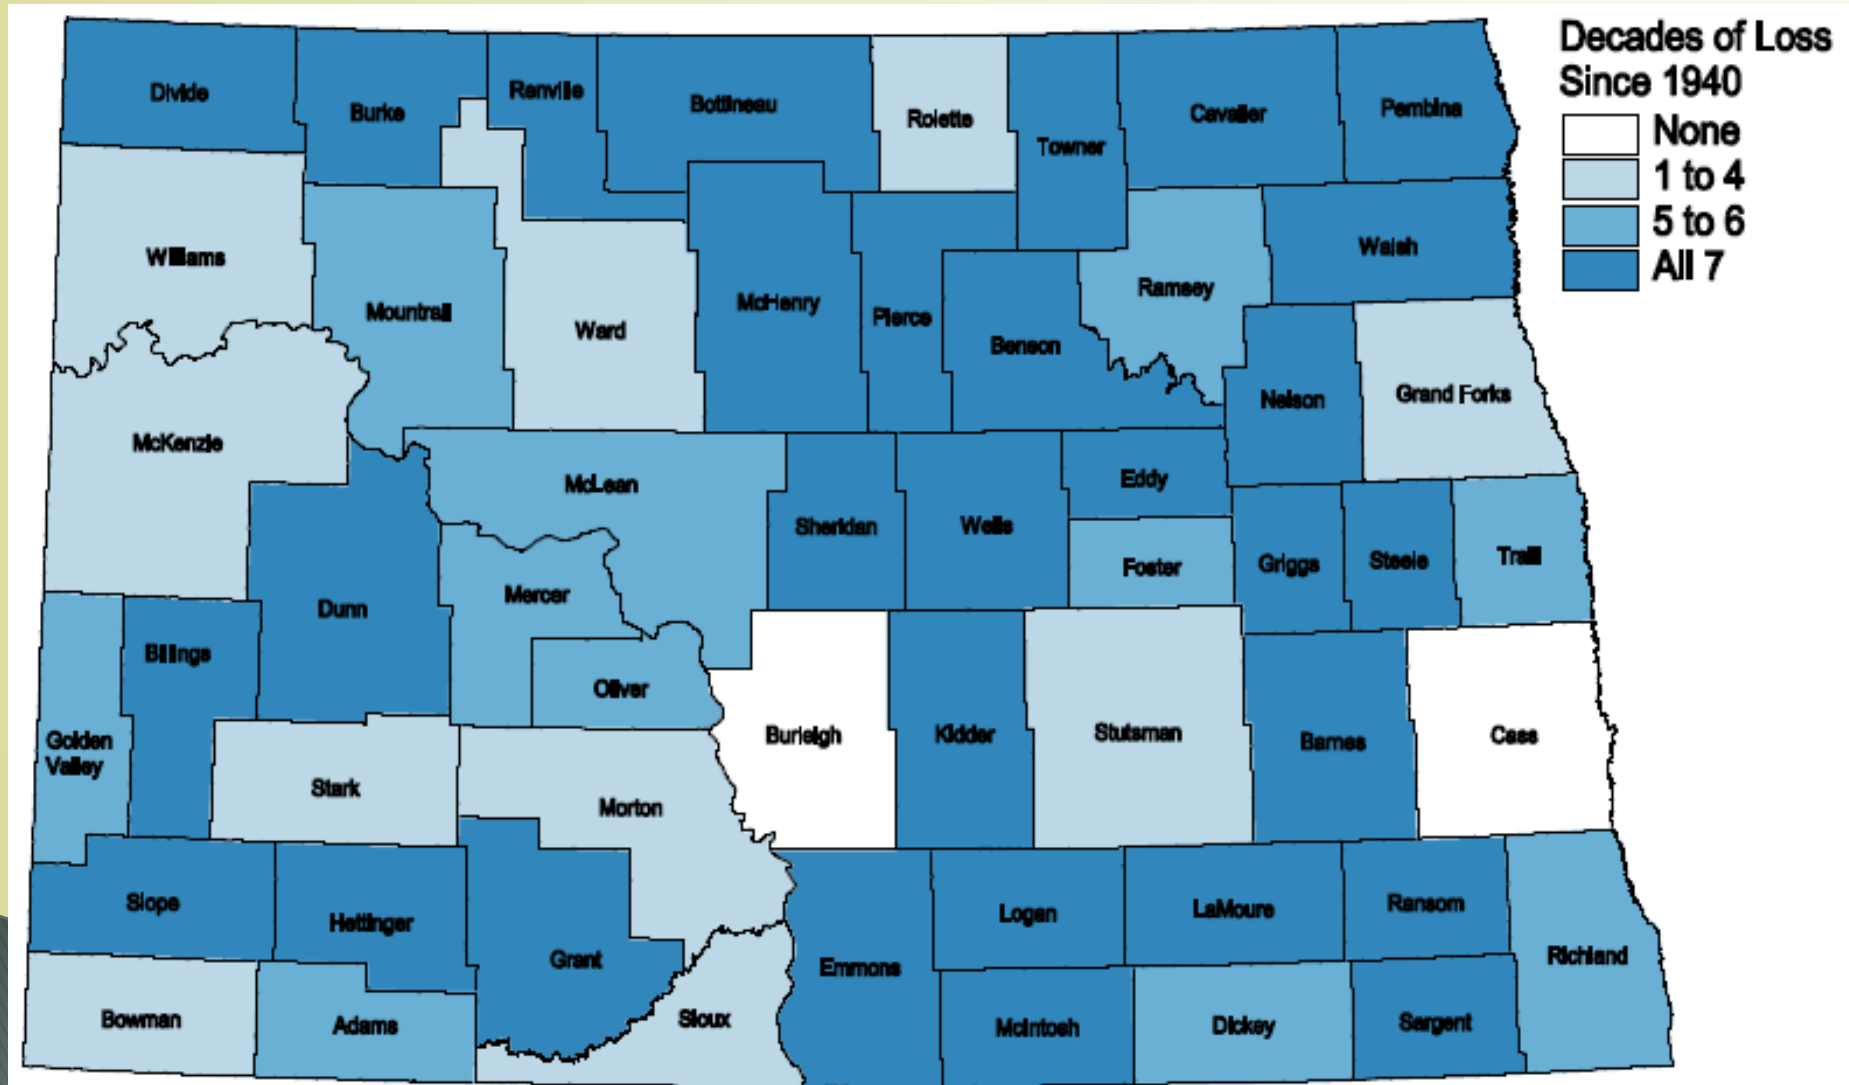 Decades of Loss
Since 1940
None
1 to 4
5 to 6
All 7
Divide
Burke
Renville
Bottineau
Rolette
Towner
Cavalier
Pembina
Williams
Mountrail
Ward
McHenry
Pierce
Benson
Ramsey
Walsh
Nelson
Grand Forks
McKenzie
McLean
Sheridan
Wells
Eddy
Foster
Griggs
Steele
Traill
Dunn
Mercer
Oliver
Billings
Golden
Valley
Stark
Morton
Burleigh
Kidder
Stutsman
Barnes
Cass
Slope
Hettinger
Grant
Emmons
Logan
LaMoure
Ransom
Richland
Bowman
Adams
Sioux
McIntosh
Dickey
Sargent